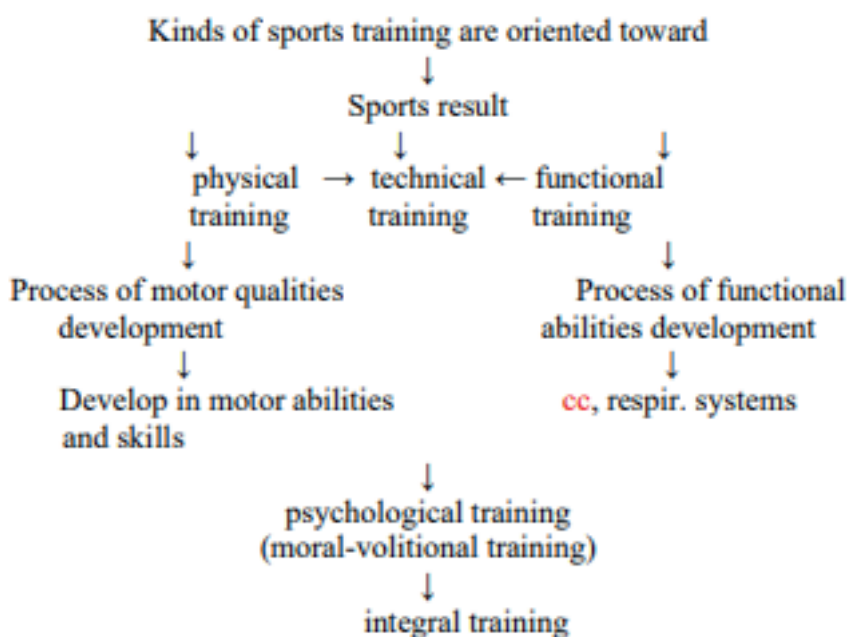 Kinds of sports training are oriented toward
↓
Sports result
↓ ↓ ↓
physical → technical ← functional
training training training
↓ ↓
Process of motor qualities Process of functional
development abilities development
↓ ↓
Develop in motor abilities cc, respir. systems
and skills
↓
psychological training
(moral-volitional training)
↓
integral training